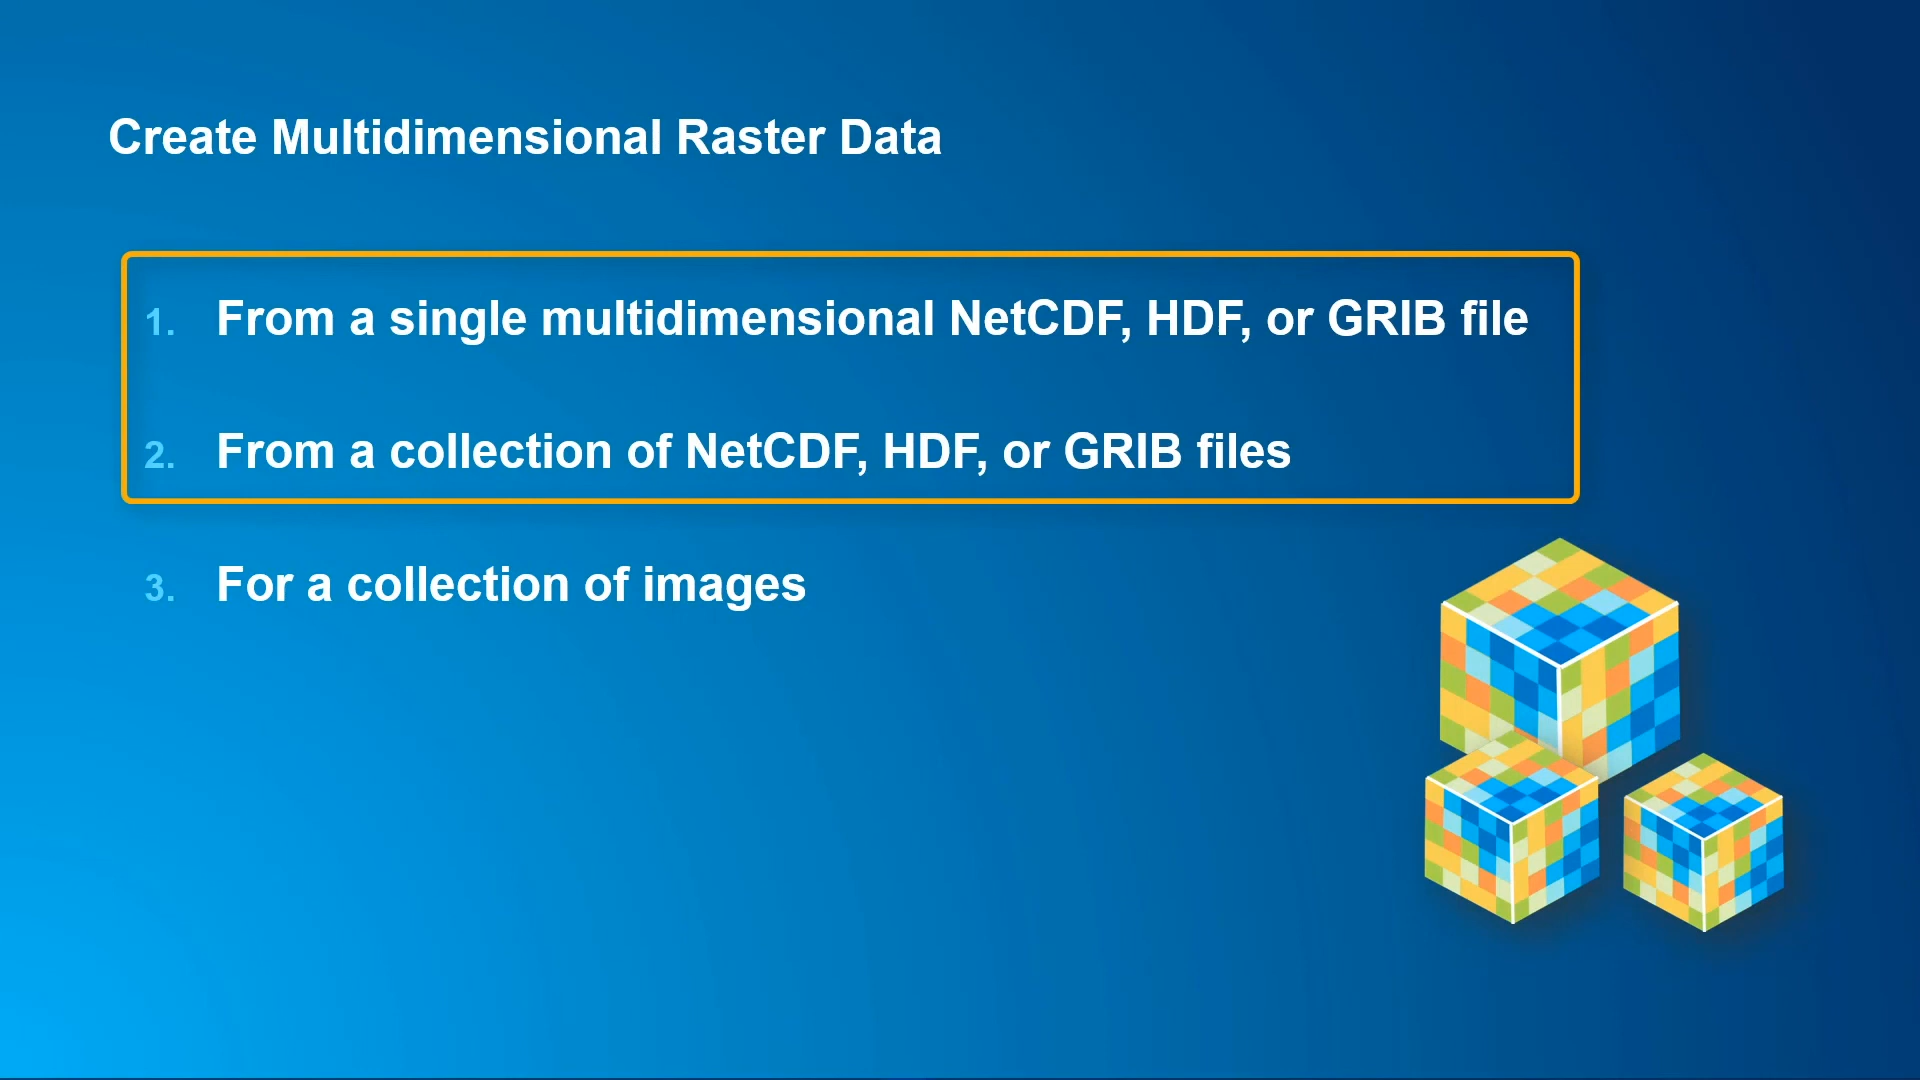 Create Multidimensional Raster Data
1. From a single multidimensional NetCDF, HDF, or GRIB file
2. From a collection of NetCDF, HDF, or GRIB files
3. For a collection of images